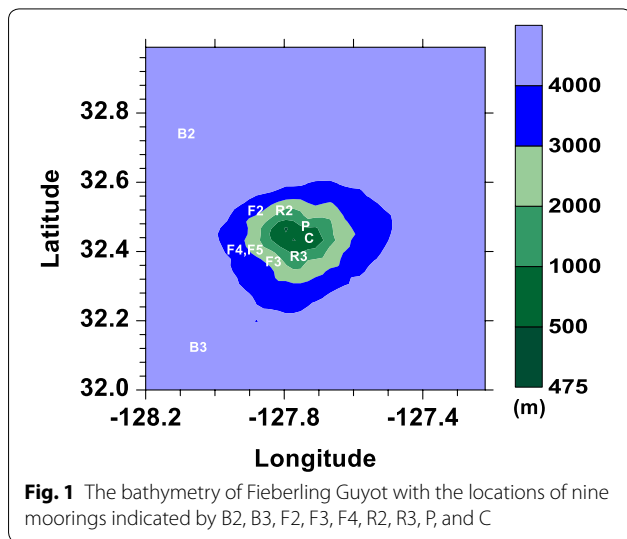 32.8
32.6
32.4
32.2
32.0
Latitude
B2
F2 R2
P
C
F4,F5
F3 R3
B3
-128.2 -127.8 -127.4
Longitude
4000
3000
2000
1000
500
475
(m)
Fig. 1 The bathymetry of Fieberling Guyot with the locations of nine
moorings indicated by B2, B3, F2, F3, F4, R2, R3, P, and C